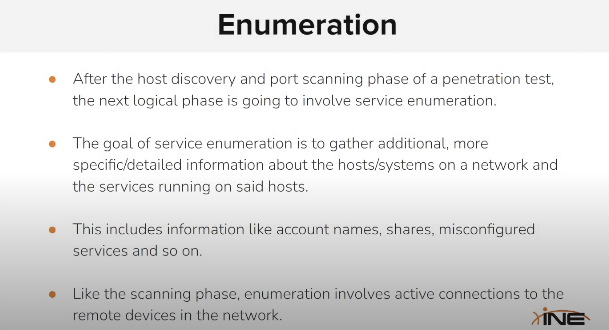 Enumeration
● After the host discovery and port scanning phase of a penetration test,
the next logical phase is going to involve service enumeration.
● The goal of service enumeration is to gather additional, more
specific/detailed information about the hosts/systems on a network and
the services running on said hosts.
● This includes information like account names, shares, misconfigured
services and so on.
● Like the scanning phase, enumeration involves active connections to the
remote devices in the network.
INE